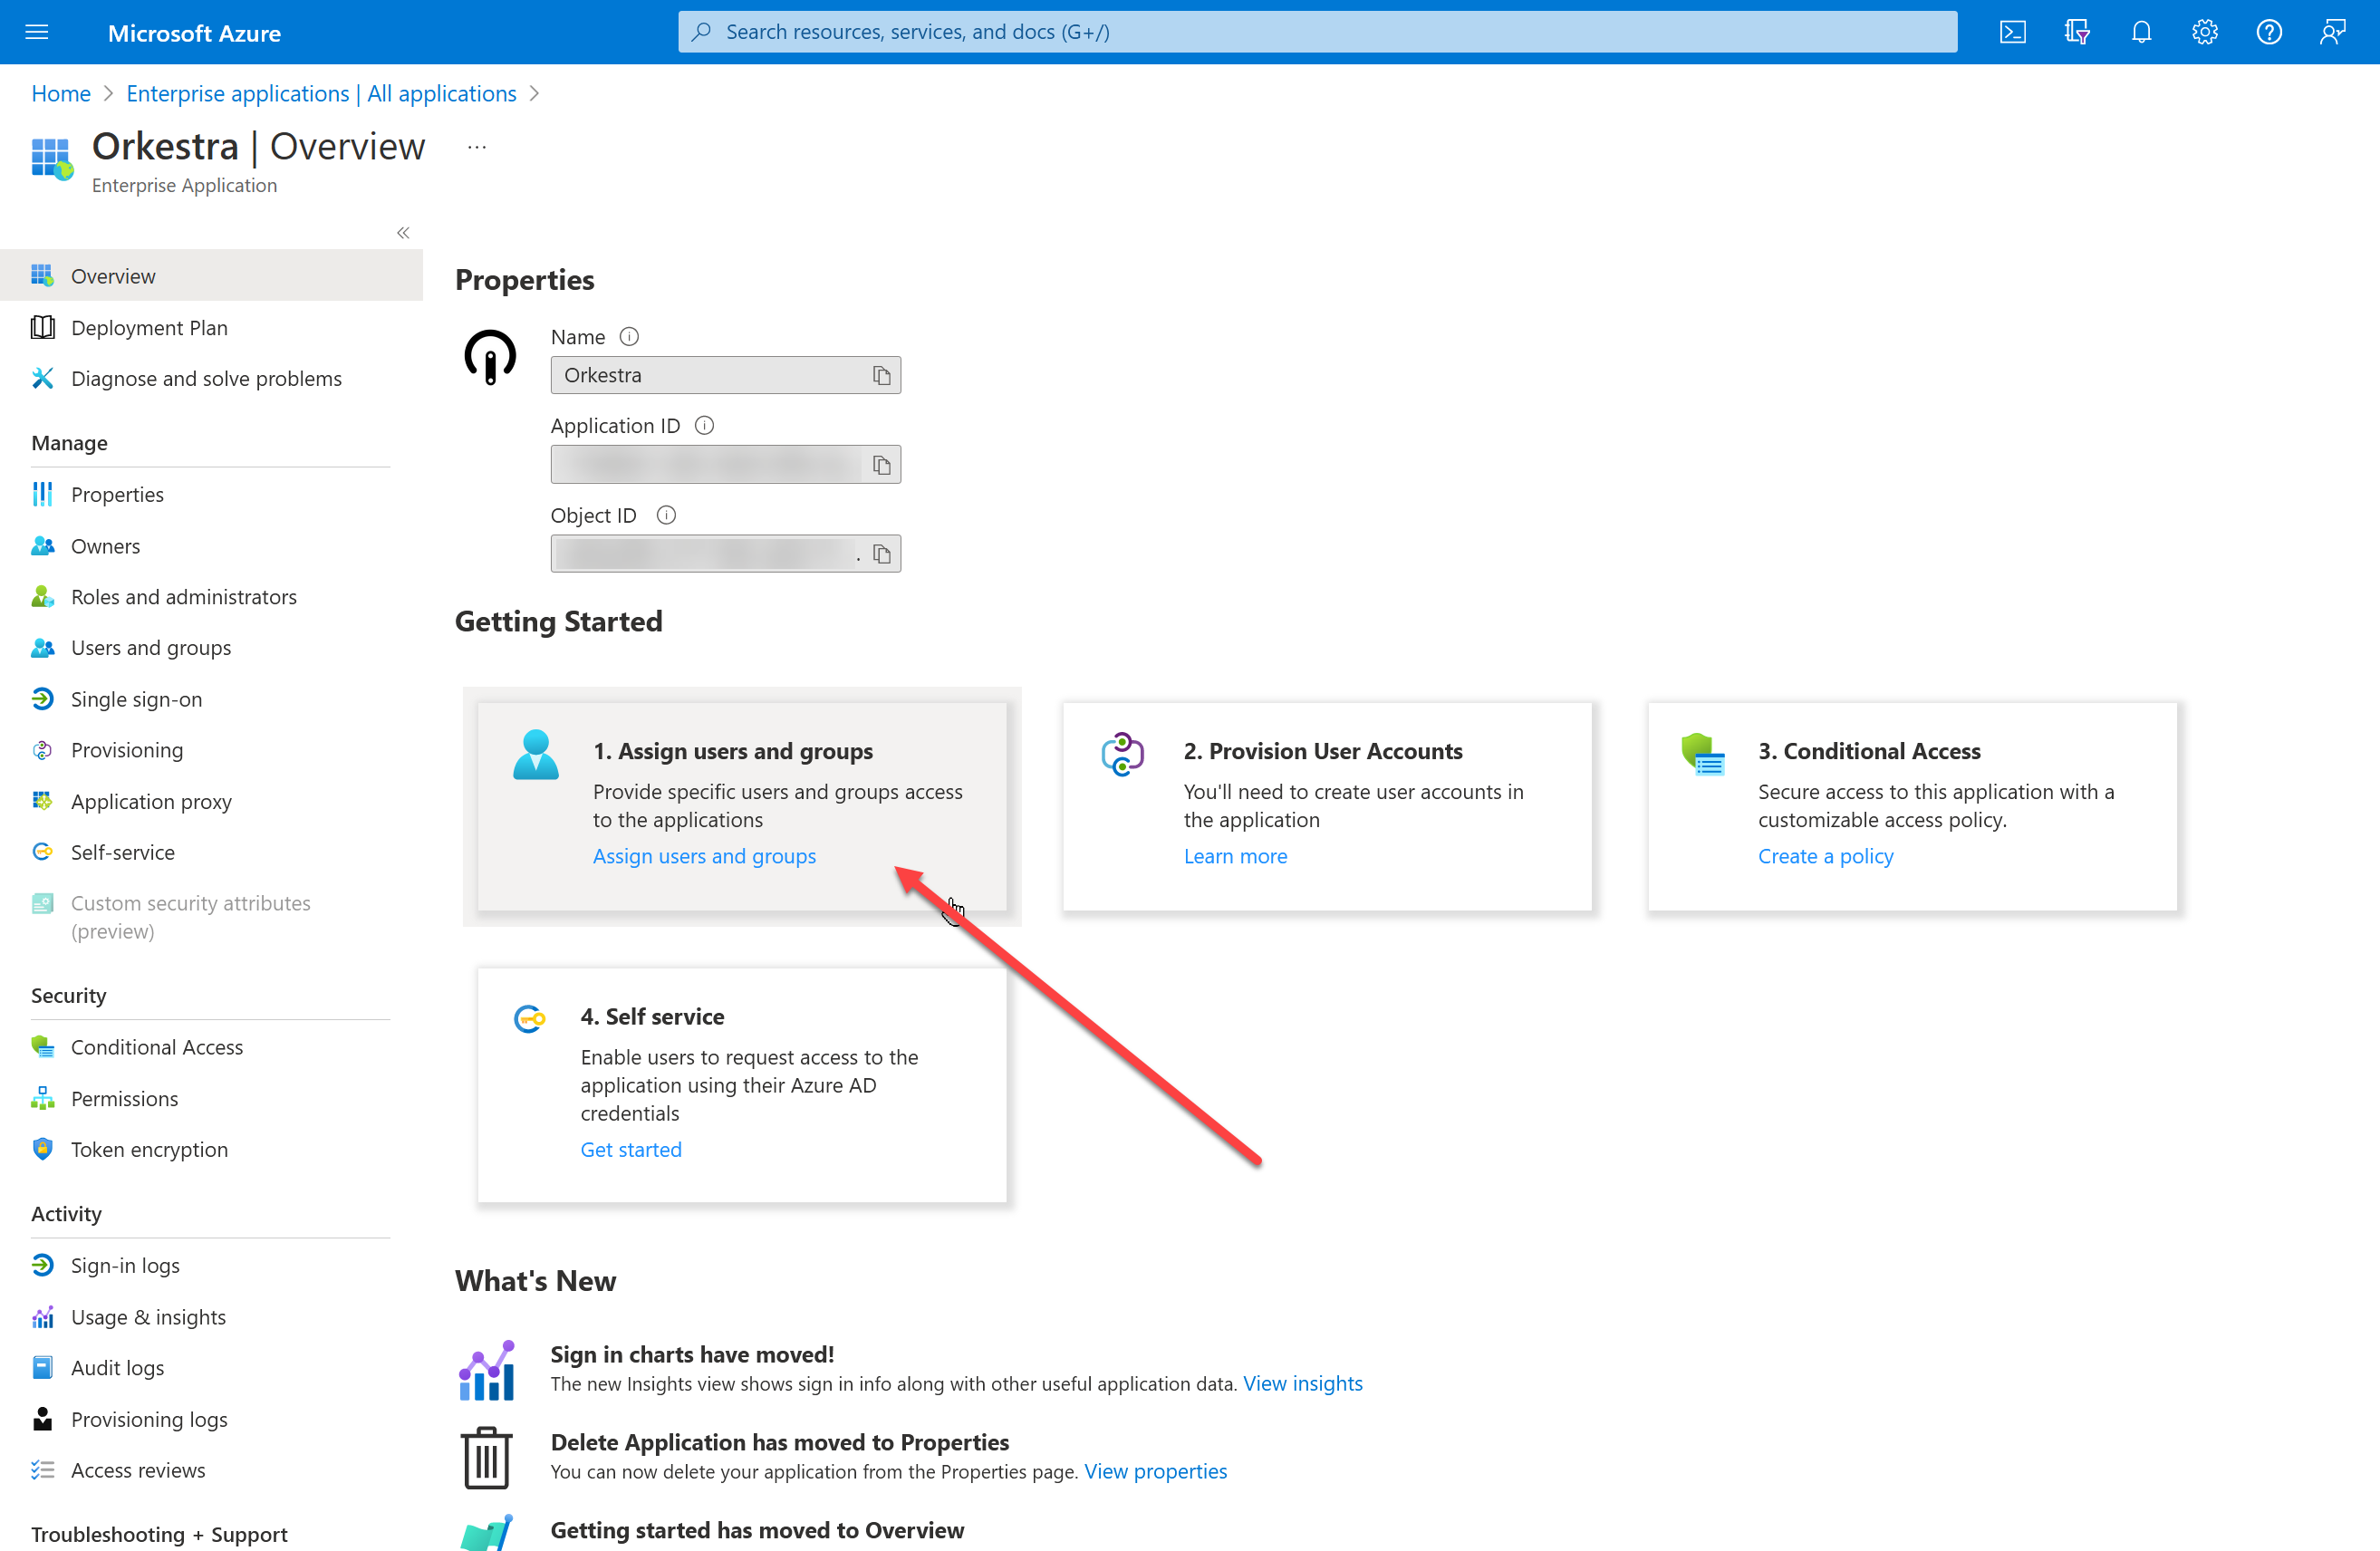 Microsoft Azure
Search resources, services, and docs (G+/)
Home > Enterprise applications | All applications >
Orkestra | Overview ...
Enterprise Application
«
Overview
Deployment Plan
Diagnose and solve problems
Manage
Properties
Owners
Roles and administrators
Users and groups
Single sign-on
Provisioning
Application proxy
Self-service
Custom security attributes
(preview)
Security
Conditional Access
Permissions
Token encryption
Activity
Sign-in logs
Usage & insights
Audit logs
Provisioning logs
Access reviews
Troubleshooting + Support
Properties
Name
Orkestra
Application ID
Object ID
Getting Started
1. Assign users and groups
Provide specific users and groups access
to the applications
Assign users and groups
2. Provision User Accounts
You'll need to create user accounts in
the application
Learn more
3. Conditional Access
Secure access to this application with a
customizable access policy.
Create a policy
4. Self service
Enable users to request access to the
application using their Azure AD
credentials
Get started
What's New
Sign in charts have moved!
The new Insights view shows sign in info along with other useful application data. View insights
Delete Application has moved to Properties
You can now delete your application from the Properties page. View properties
Getting started has moved to Overview